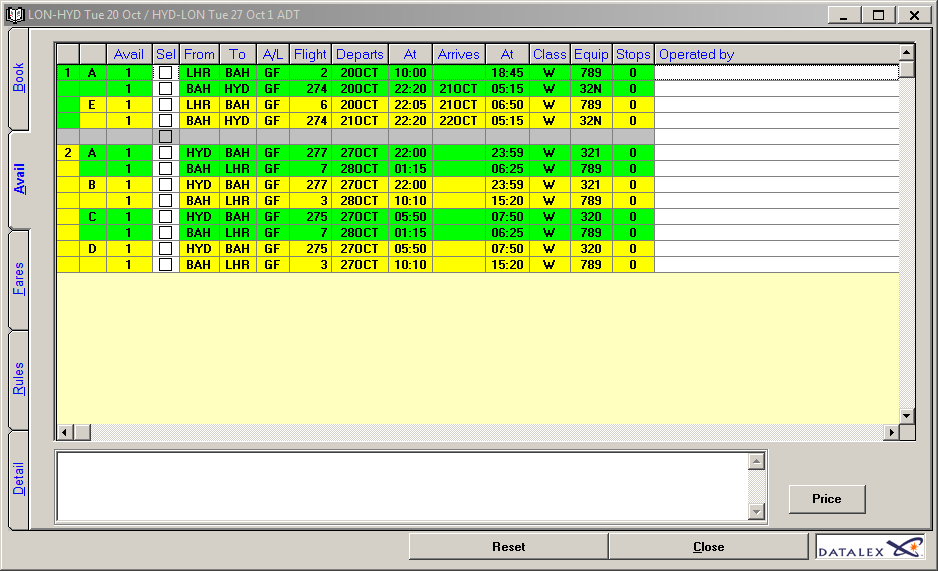 LON-HYD Tue 20 Oct / HYD-LON Tue 27 Oct 1 ADT
Book
Avail
Fares
Rules
Detail
Avail Sel From To A/L Flight Departs At Arrives At Class Equip Stops Operated by
1 A 1 LHR BAH GF 2 20OCT 10:00 18:45 W 789 0
1 BAH HYD GF 274 20OCT 22:20 21OCT 05:15 W 32N 0
E 1 LHR BAH GF 6 20OCT 22:05 21OCT 06:50 W 789 0
1 BAH HYD GF 274 21OCT 22:20 22OCT 05:15 W 32N 0
2 A 1 HYD BAH GF 277 27OCT 22:00 23:59 W 321 0
1 BAH LHR GF 7 28OCT 01:15 06:25 W 789 0
B 1 HYD BAH GF 277 27OCT 22:00 23:59 W 321 0
1 BAH LHR GF 3 28OCT 10:10 15:20 W 789 0
C 1 HYD BAH GF 275 27OCT 05:50 07:50 W 320 0
1 BAH LHR GF 7 28OCT 01:15 06:25 W 789 0
D 1 HYD BAH GF 275 27OCT 05:50 07:50 W 320 0
1 BAH LHR GF 3 27OCT 10:10 15:20 W 789 0
Price
Reset
Close
DATALEX